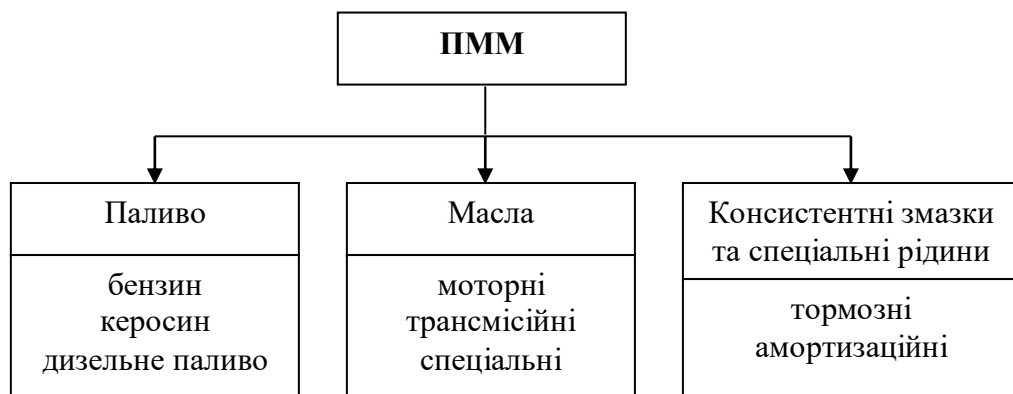 ПММ
Паливо
бензин
керосин
дизельне паливо
Масла
моторні
трансмісійні
спеціальні
Консистентні змазки
та спеціальні рідини
тормозні
амортизаційні